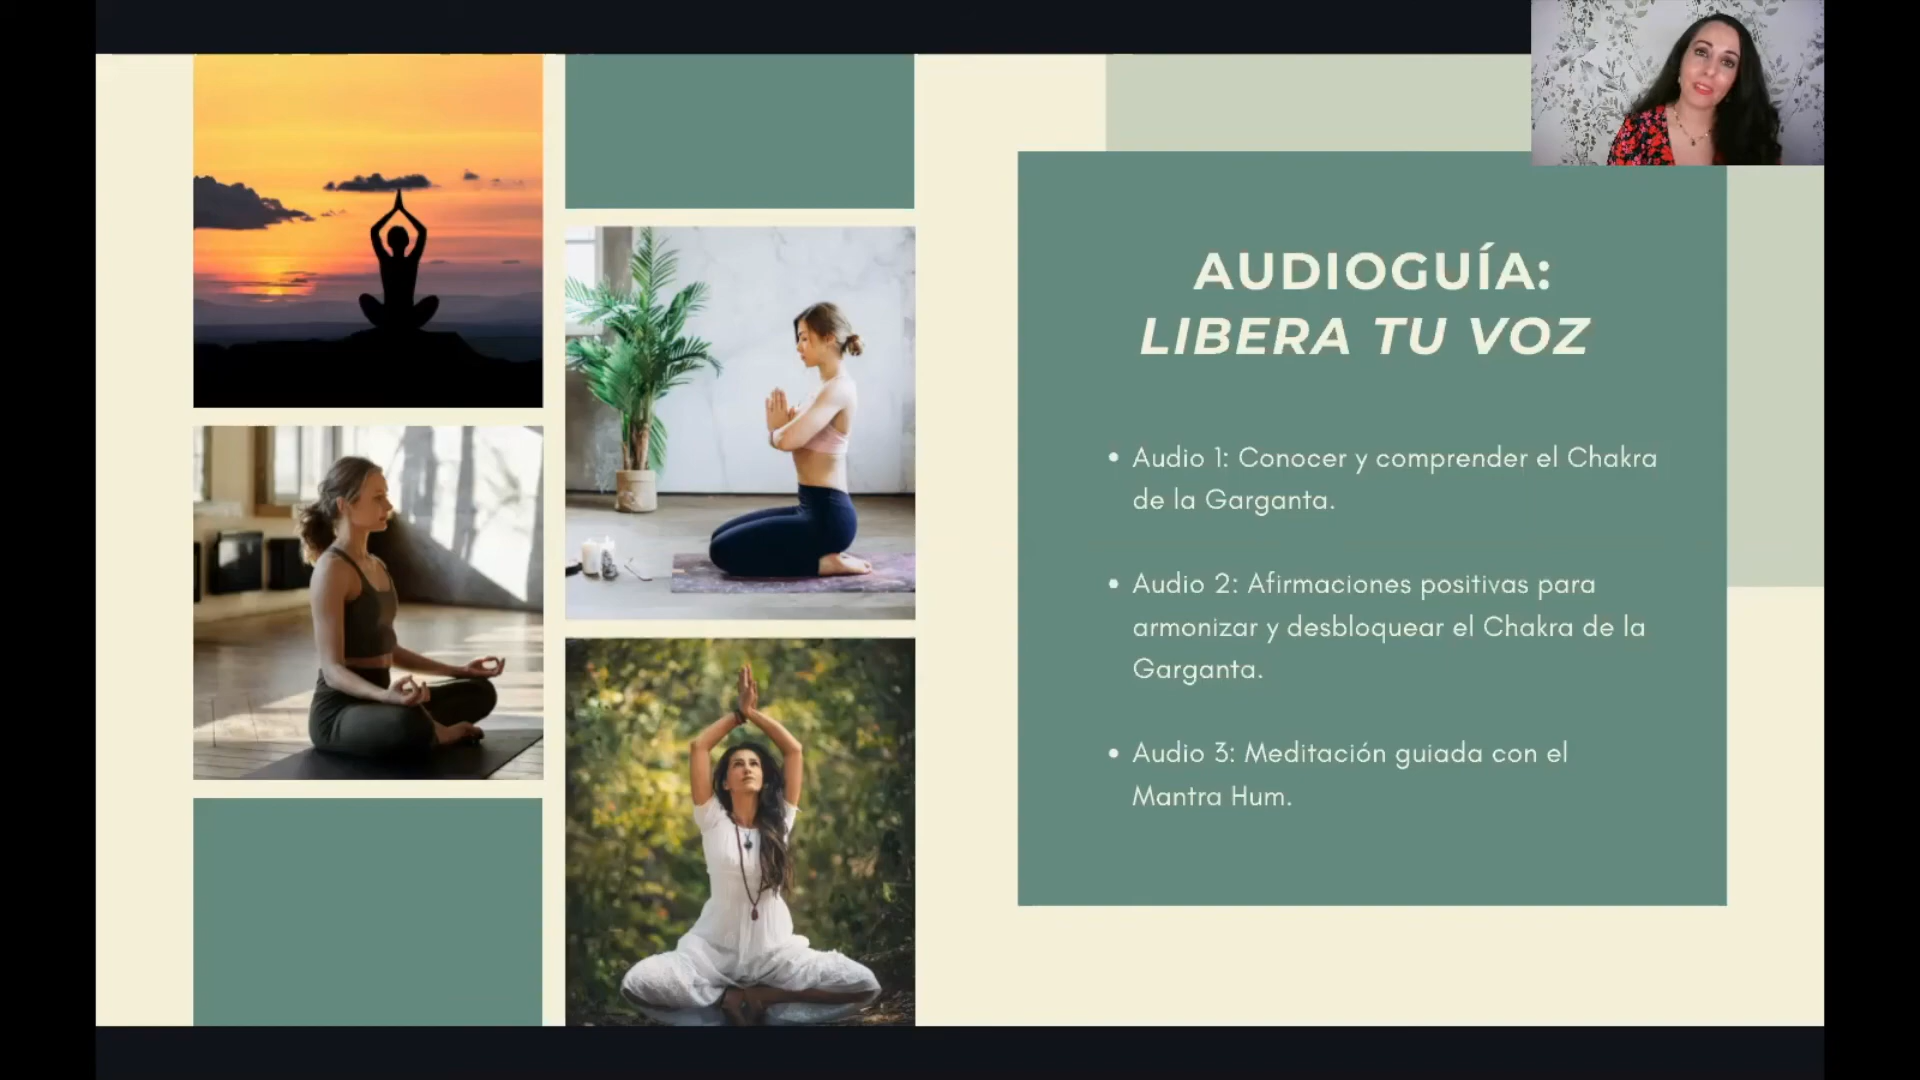 AUDIOGUÍA:
LIBERA TU VOZ
• Audio 1: Conocer y comprender el Chakra
de la Garganta.
• Audio 2: Afirmaciones positivas para
armonizar y desbloquear el Chakra de la
Garganta.
• Audio 3: Meditación guiada con el
Mantra Hum.